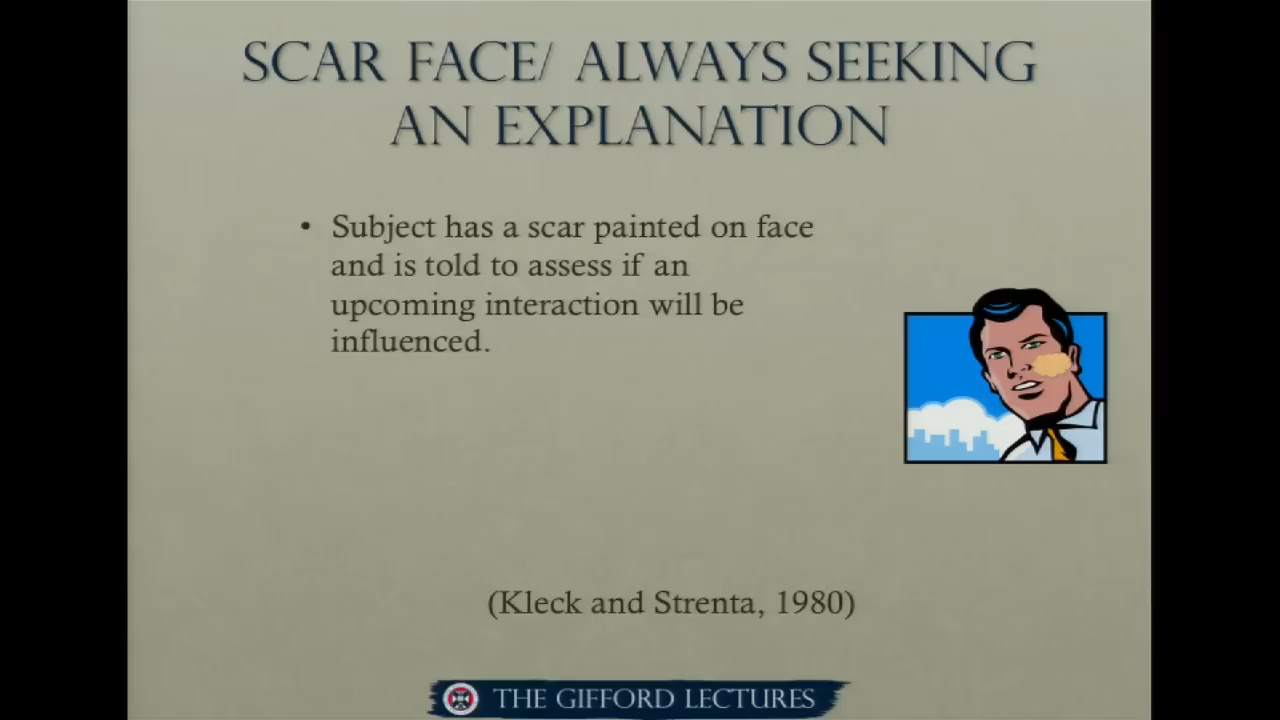 SCAR FACE/ ALWAYS SEEKING
AN EXPLANATION
• Subject has a scar painted on face
and is told to assess if an
upcoming interaction will be
influenced.
(Kleck and Strenta, 1980)
THE GIFFORD LECTURES